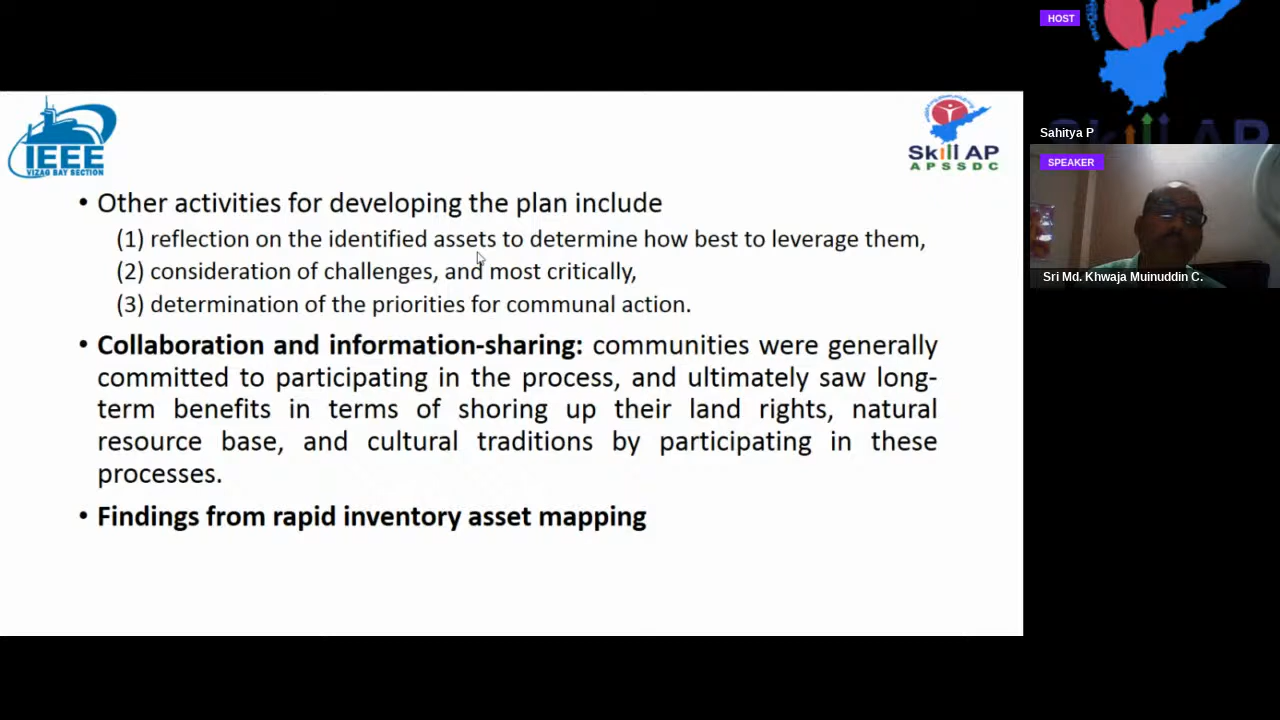 HOST
Skill AP
Sahitya P
SPEAKER
Sri Md. Khwaja Muinuddin C.
IEEE
VIZAG BAY SECTION
Skill AP
APSSDC
• Other activities for developing the plan include
(1) reflection on the identified assets to determine how best to leverage them,
(2) consideration of challenges, and most critically,
(3) determination of the priorities for communal action.
• Collaboration and information-sharing: communities were generally
committed to participating in the process, and ultimately saw long-
term benefits in terms of shoring up their land rights, natural
resource base, and cultural traditions by participating in these
processes.
• Findings from rapid inventory asset mapping